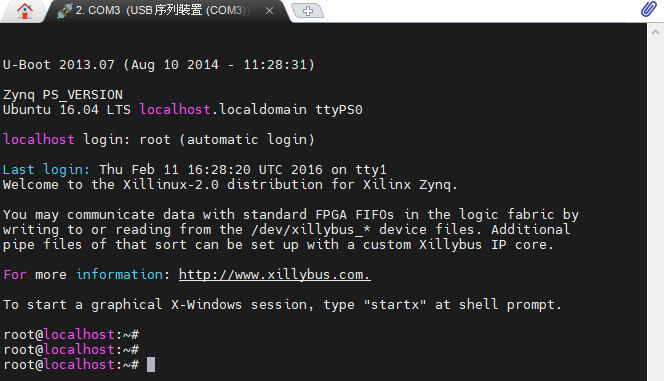 2. COM3 (USB 序列裝置 (COM3))
U-Boot 2013.07 (Aug 10 2014 - 11:28:31)
Zynq PS_VERSION
Ubuntu 16.04 LTS localhost.localdomain ttyPS0
localhost login: root (automatic login)
Last login: Thu Feb 11 16:28:20 UTC 2016 on tty1
Welcome to the Xillinux-2.0 distribution for Xilinx Zynq.
You may communicate data with standard FPGA FIFOs in the logic fabric by
writing to or reading from the /dev/xillybus_* device files. Additional
pipe files of that sort can be set up with a custom Xillybus IP core.
For more information: http://www.xillybus.com.
To start a graphical X-Windows session, type "startx" at shell prompt.
root@localhost:~#
root@localhost:~#
root@localhost:~#